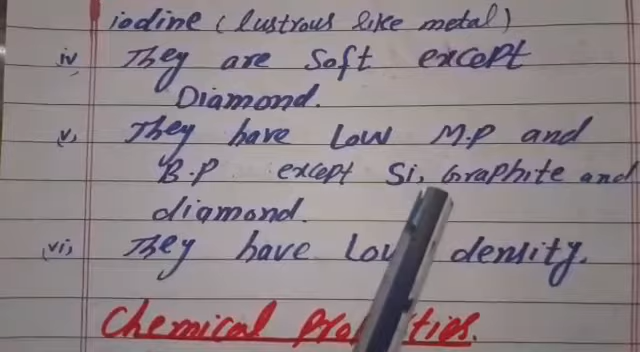 iodine (lustrous like metal)
iv, They are soft except
Diamond.
v, They have Low M.P and
B.P except Si, Graphite and
diamond.
vi, They have Low density.
Chemical